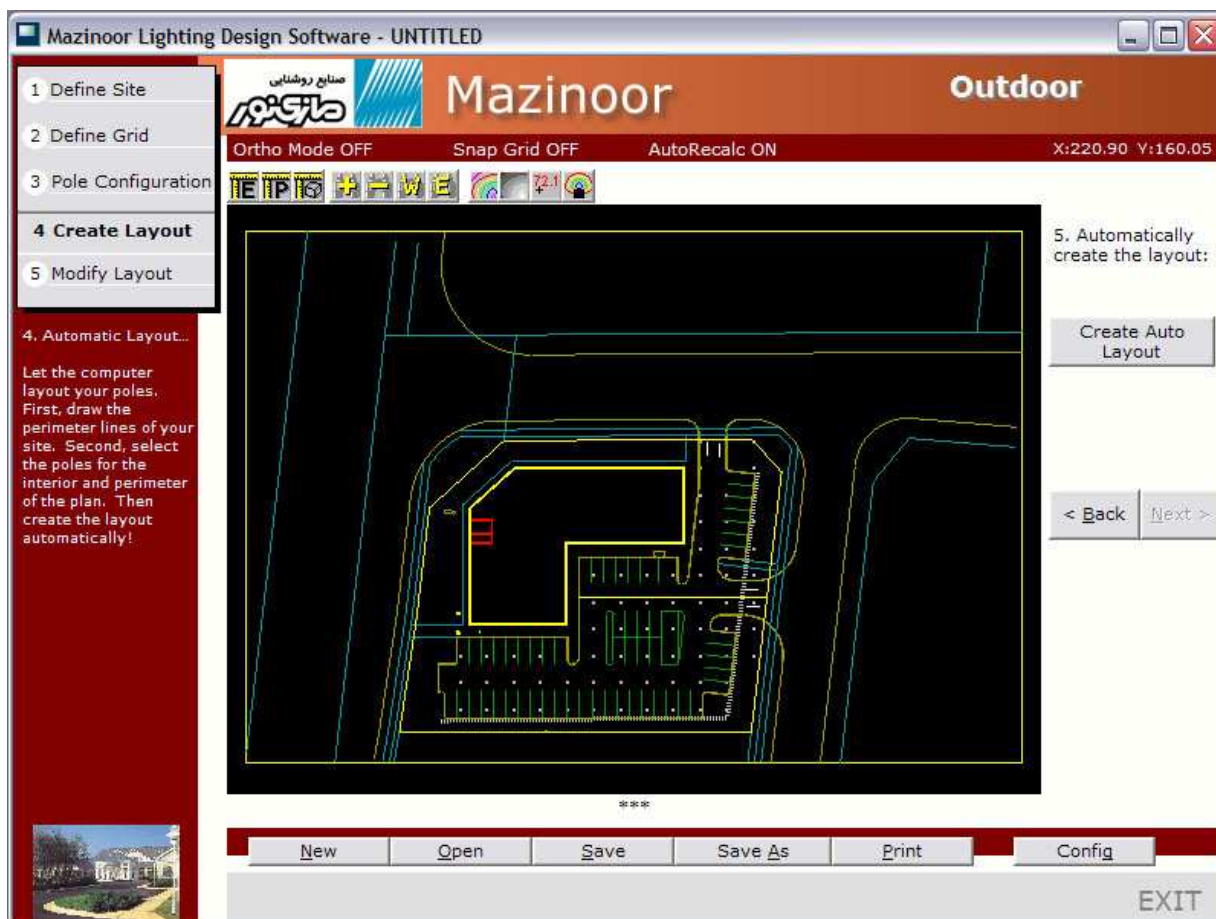 Mazinoor Lighting Design Software - UNTITLED
1 Define Site
2 Define Grid
3 Pole Configuration
4 Create Layout
5 Modify Layout
صنایع روشنایی
مازی نور
Mazinoor
Outdoor
Ortho Mode OFF Snap Grid OFF AutoRecalc ON X:220.90 Y:160.05
E P W E 72.1
4. Automatic Layout...
Let the computer
layout your poles.
First, draw the
perimeter lines of your
site. Second, select
the poles for the
interior and perimeter
of the plan. Then
create the layout
automatically!
5. Automatically
create the layout:
Create Auto
Layout
< Back Next >
***
New Open Save Save As Print Config
EXIT